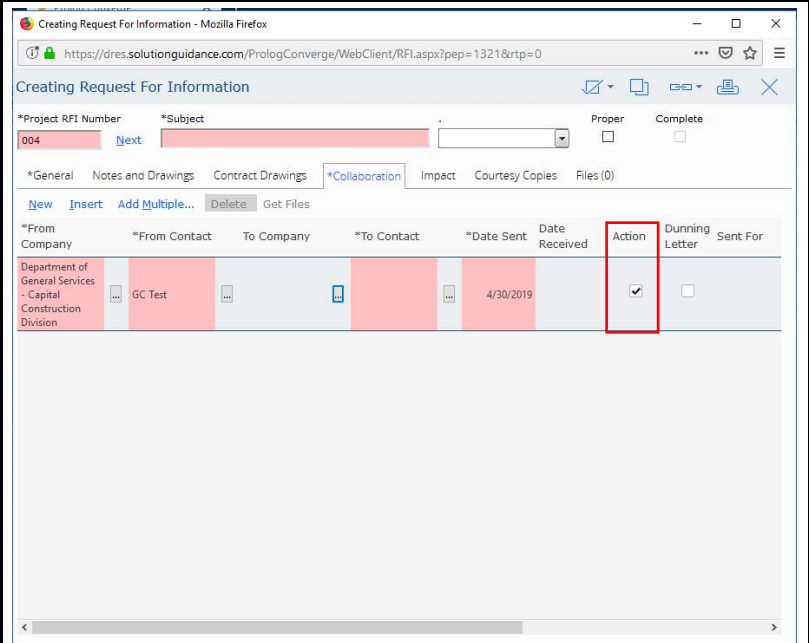 Creating Request For Information - Mozilla Firefox
https://dres.solutionguidance.com/PrologConverge/WebClient/RFI.aspx?pep=1321&rtp=0
Creating Request For Information
*Project RFI Number *Subject . Proper Complete
004 Next
*General Notes and Drawings Contract Drawings *Collaboration Impact Courtesy Copies Files (0)
New Insert Add Multiple... Delete Get Files
*From Company *From Contact To Company *To Contact *Date Sent Date Received Action Dunning Letter Sent For
Department of
General Services
- Capital
Construction
Division
... GC Test ... ... ... 4/30/2019